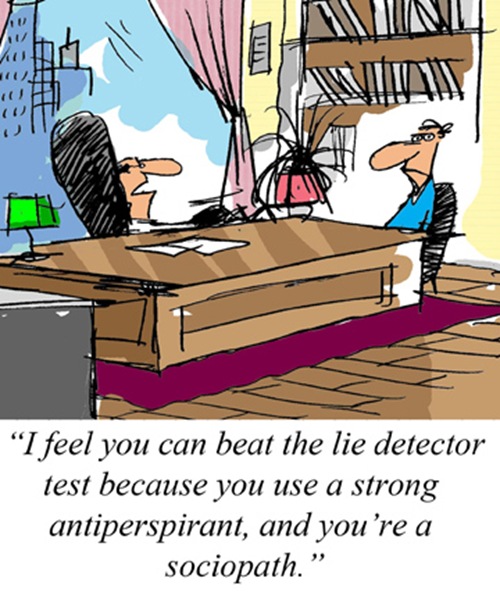 “I feel you can beat the lie detector
test because you use a strong
antiperspirant, and you’re a
sociopath.”